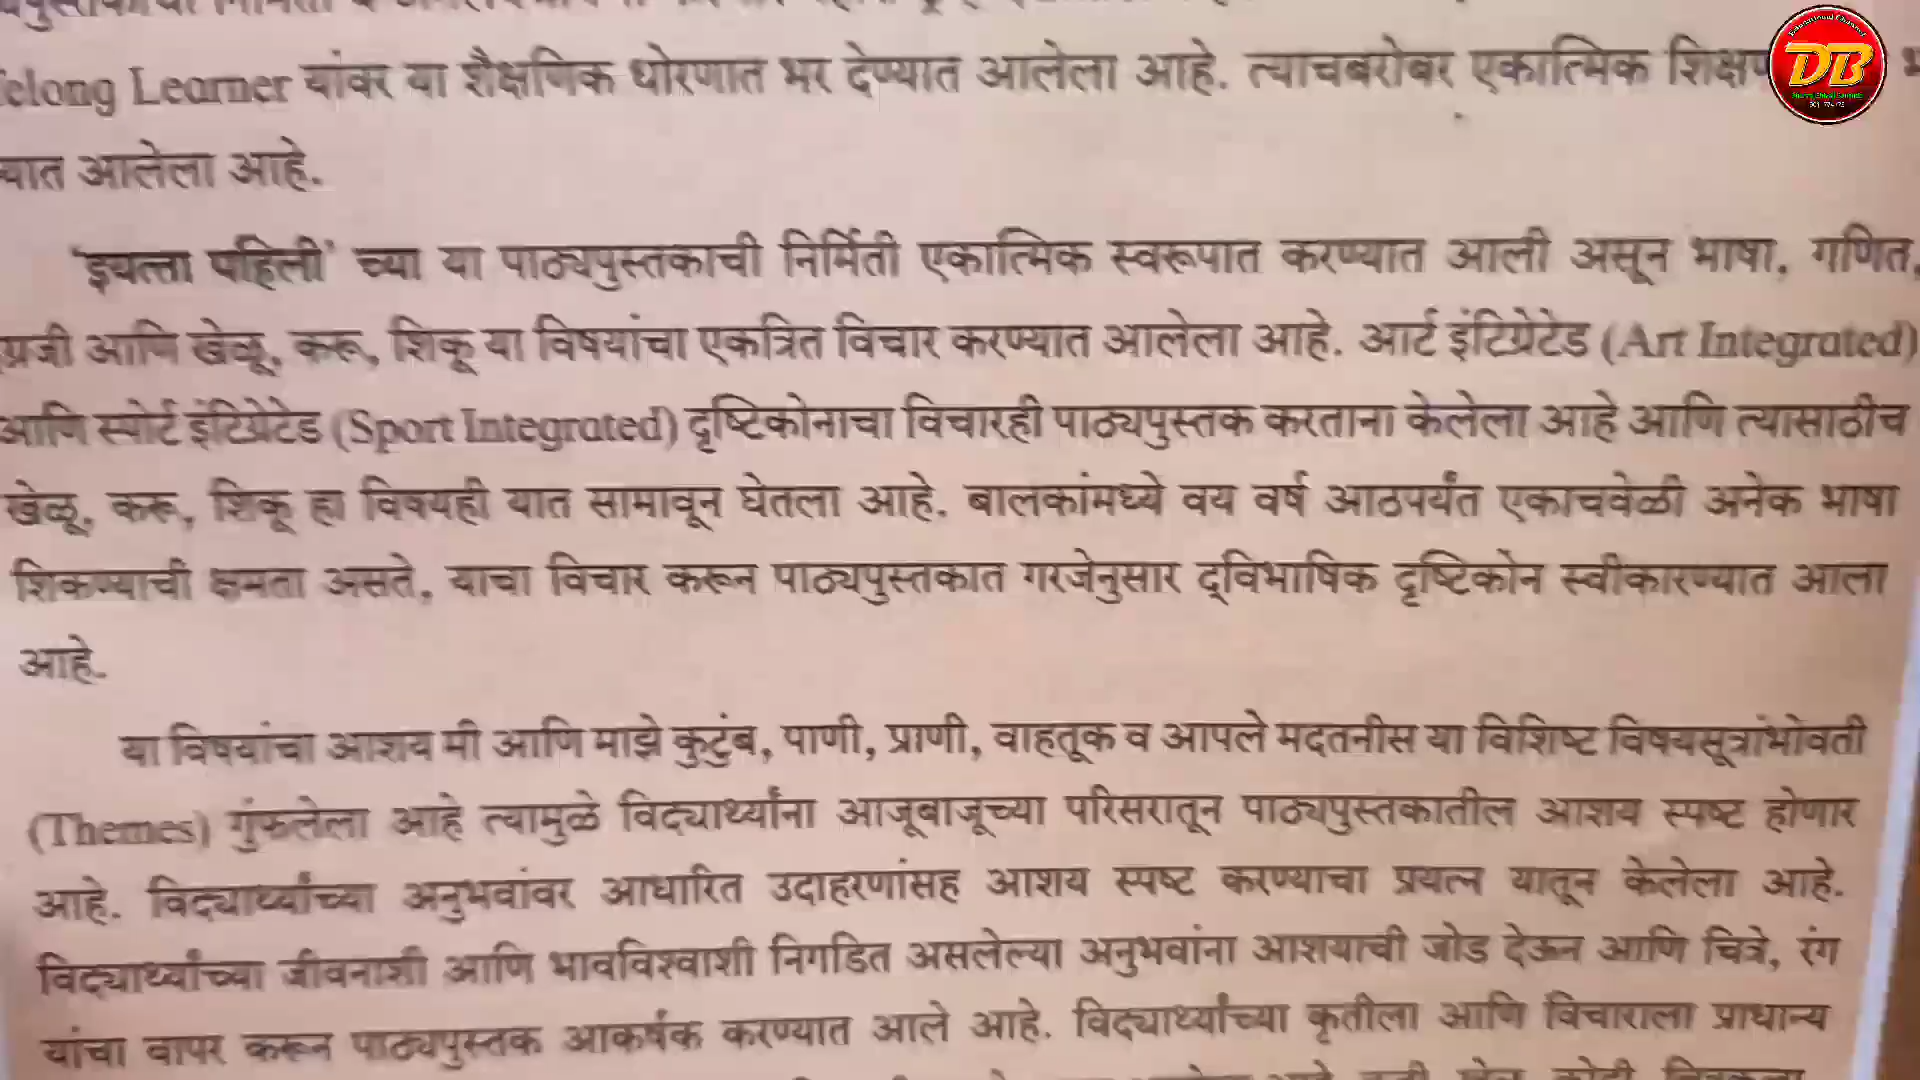 elong Learner यांवर या शैक्षणिक धोरणात भर देण्यात आलेला आहे. त्याचबरोबर एकात्मिक
यात आलेला आहे.
'इयत्ता पहिली' च्या या पाठ्यपुस्तकाची निर्मिती एकात्मिक स्वरूपात करण्यात आली असून भाषा, गणित,
ग्रजी आणि खेळू, करू, शिकू या विषयांचा एकत्रित विचार करण्यात आलेला आहे. आर्ट इंटिग्रेटेड (Art Integrated)
आणि स्पोर्ट इंटिग्रेटेड (Sport Integrated) दृष्टिकोनाचा विचारही पाठ्यपुस्तक करताना केलेला आहे आणि त्यासाठीच
खेळू, करू, शिकू हा विषयही यात सामावून घेतला आहे. बालकांमध्ये वय वर्ष आठपर्यंत एकाचवेळी अनेक भाषा
शिकण्याची क्षमता असते, याचा विचार करून पाठ्यपुस्तकात गरजेनुसार द्‌विभाषिक दृष्टिकोन स्वीकारण्यात आला
आहे.
या विषयांचा आशय मी आणि माझे कुटुंब, पाणी, प्राणी, वाहतूक व आपले मदतनीस या विशिष्ट विषयसूत्रांभोवती
(Themes) गुंफलेला आहे त्यामुळे विद्यार्थ्यांना आजूबाजूच्या परिसरातून पाठ्यपुस्तकातील आशय स्पष्ट होणार
आहे. विद्यार्थ्यांच्या अनुभवांवर आधारित उदाहरणांसह आशय स्पष्ट करण्याचा प्रयत्न यातून केलेला आहे.
विद्यार्थ्यांच्या जीवनाशी आणि भावविश्वाशी निगडित असलेल्या अनुभवांना आशयाची जोड देऊन आणि चित्रे, रंग
यांचा वापर करून पाठ्यपुस्तक आकर्षक करण्यात आले आहे. विद्यार्थ्यांच्या कृतीला आणि विचाराला प्राधान्य
DB